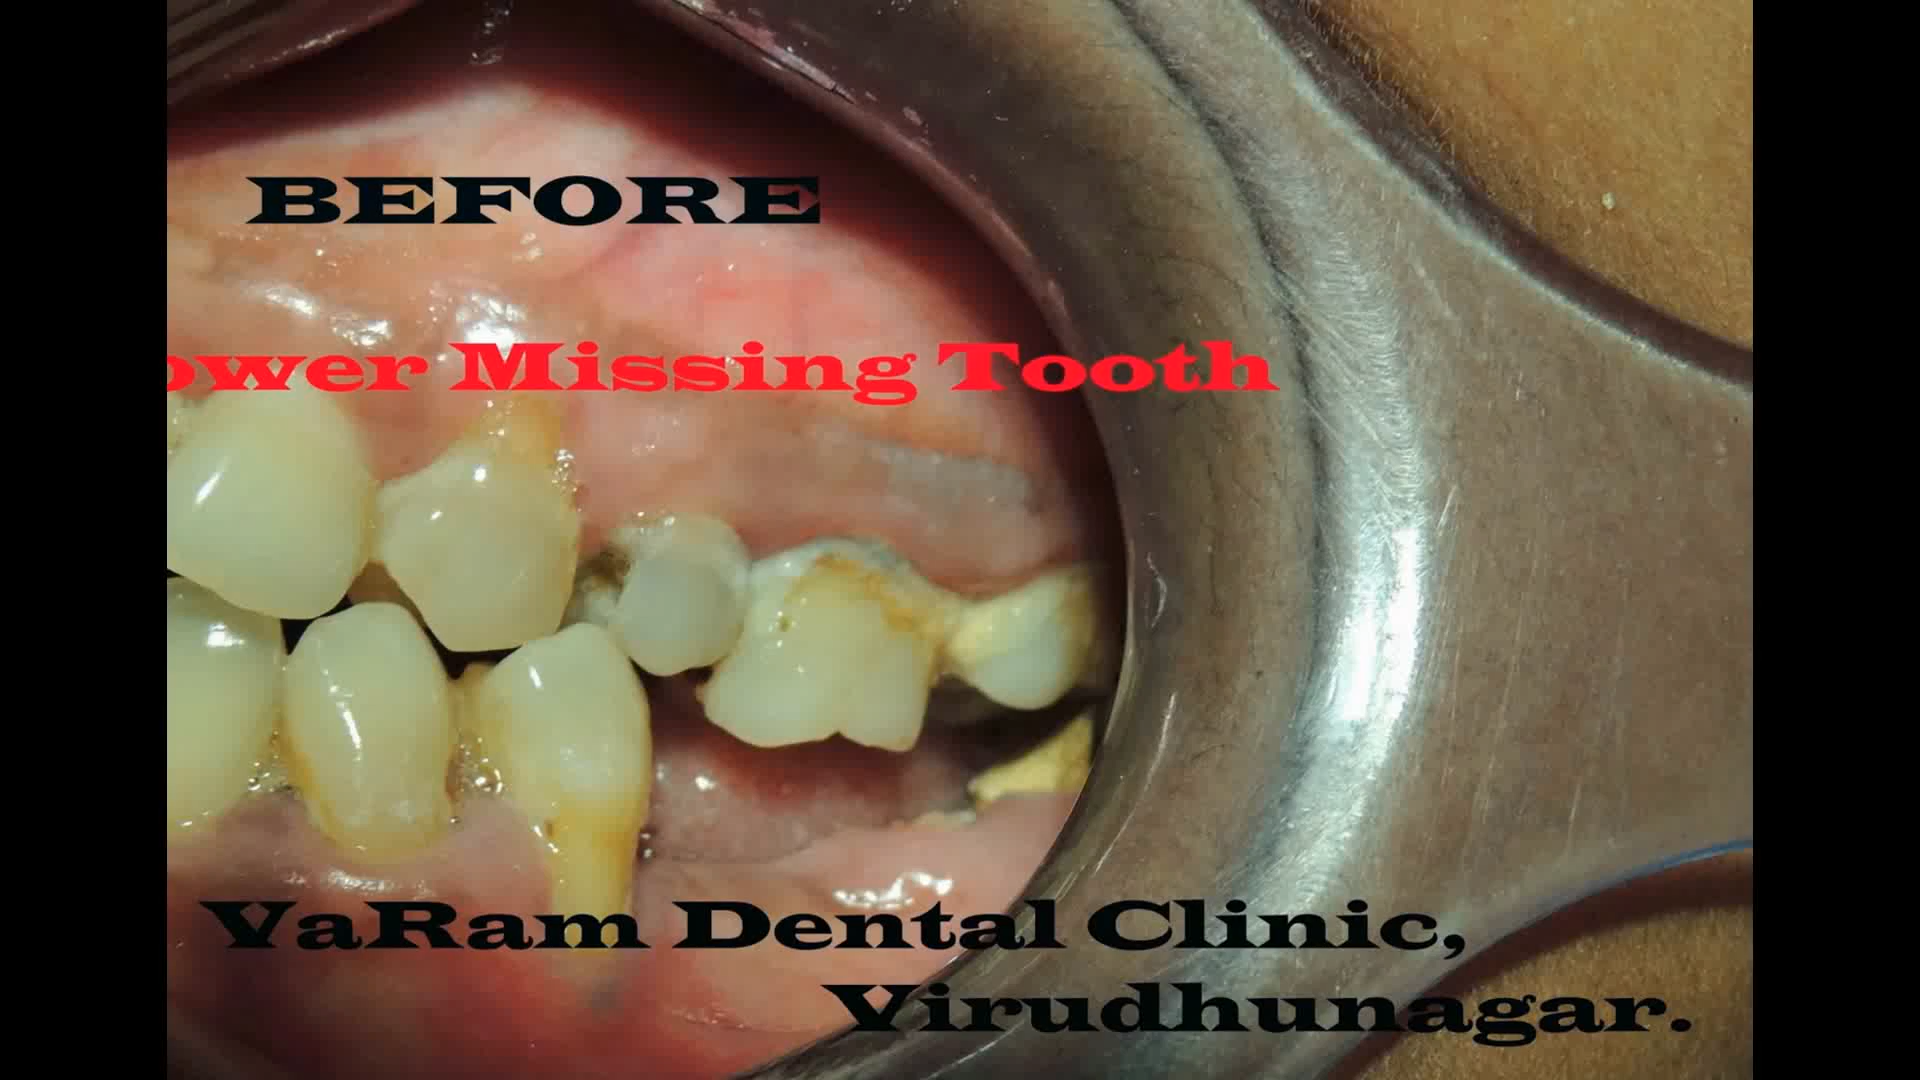 BEFORE
ower Missing Tooth
VaRam Dental Clinic,
Virudhunagar.